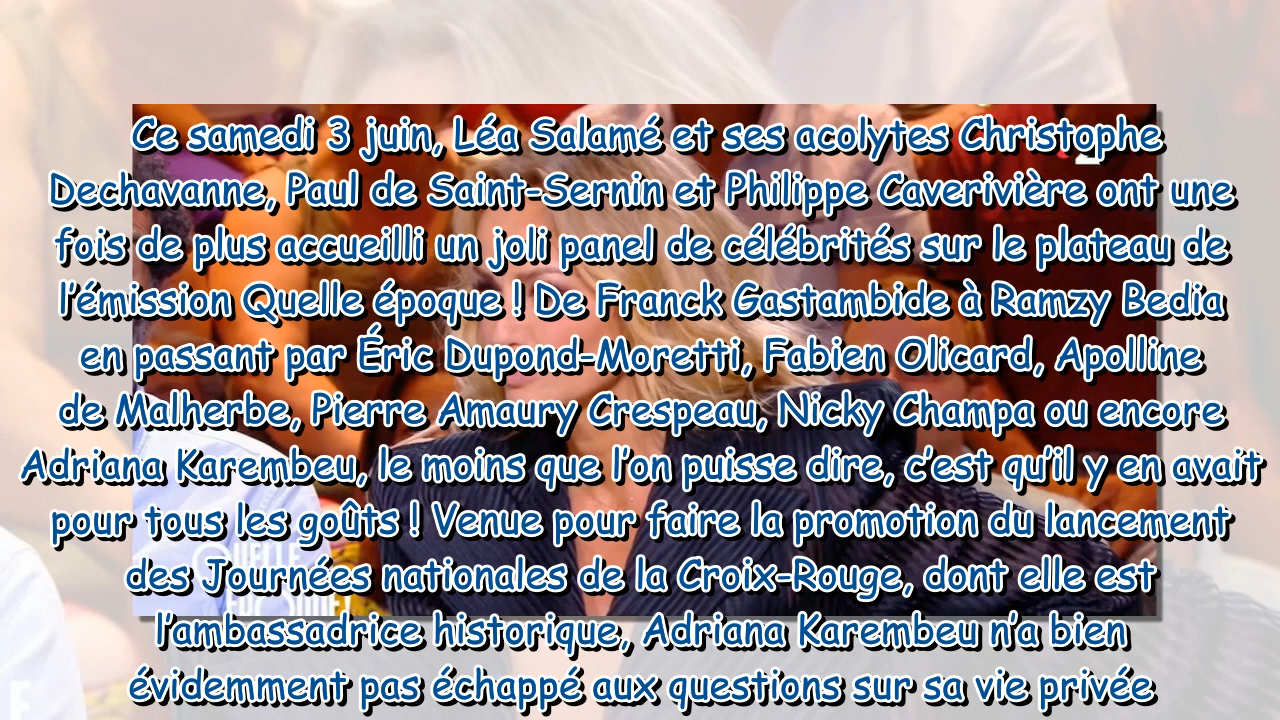 Ce samedi 3 juin, Léa Salamé et ses acolytes Christophe
Dechavanne, Paul de Saint-Sernin et Philippe Caverivière ont une
fois de plus accueilli un joli panel de célébrités sur le plateau de
l’émission Quelle époque ! De Franck Gastambide à Ramzy Bedia
en passant par Éric Dupond-Moretti, Fabien Olicard, Apolline
de Malherbe, Pierre Amaury Crespeau, Nicky Champa ou encore
Adriana Karembeu, le moins que l’on puisse dire, c’est qu’il y en avait
pour tous les goûts ! Venue pour faire la promotion du lancement
des Journées nationales de la Croix-Rouge, dont elle est
l’ambassadrice historique, Adriana Karembeu n’a bien
évidemment pas échappé aux questions sur sa vie privée